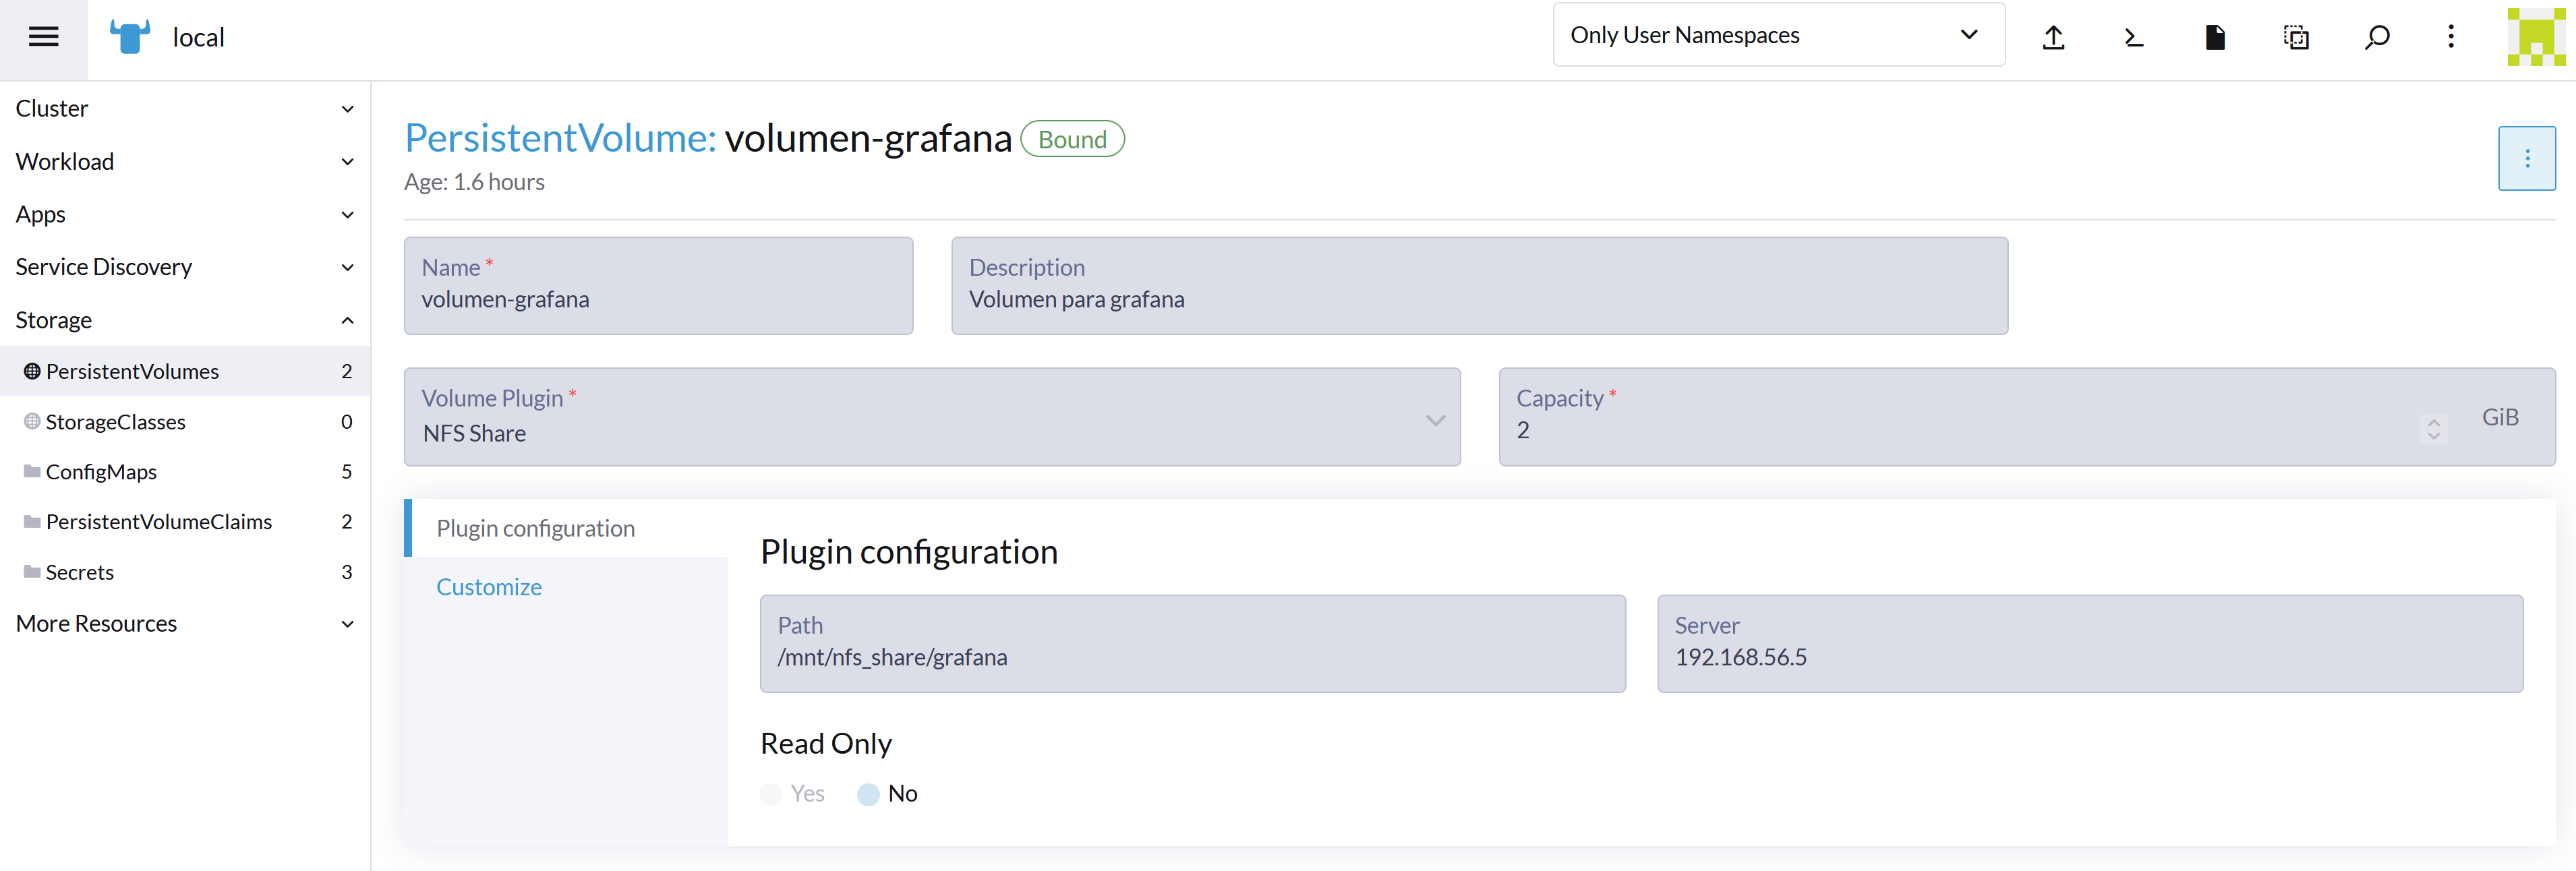 local
Only User Namespaces
Cluster
Workload
Apps
Service Discovery
Storage
PersistentVolumes 2
StorageClasses 0
ConfigMaps 5
PersistentVolumeClaims 2
Secrets 3
More Resources
PersistentVolume: volumen-grafana Bound
Age: 1.6 hours
Name *
volumen-grafana
Description
Volumen para grafana
Volume Plugin *
NFS Share
Capacity *
2
GiB
Plugin configuration
Customize
Plugin configuration
Path
/mnt/nfs_share/grafana
Server
192.168.56.5
Read Only
Yes No